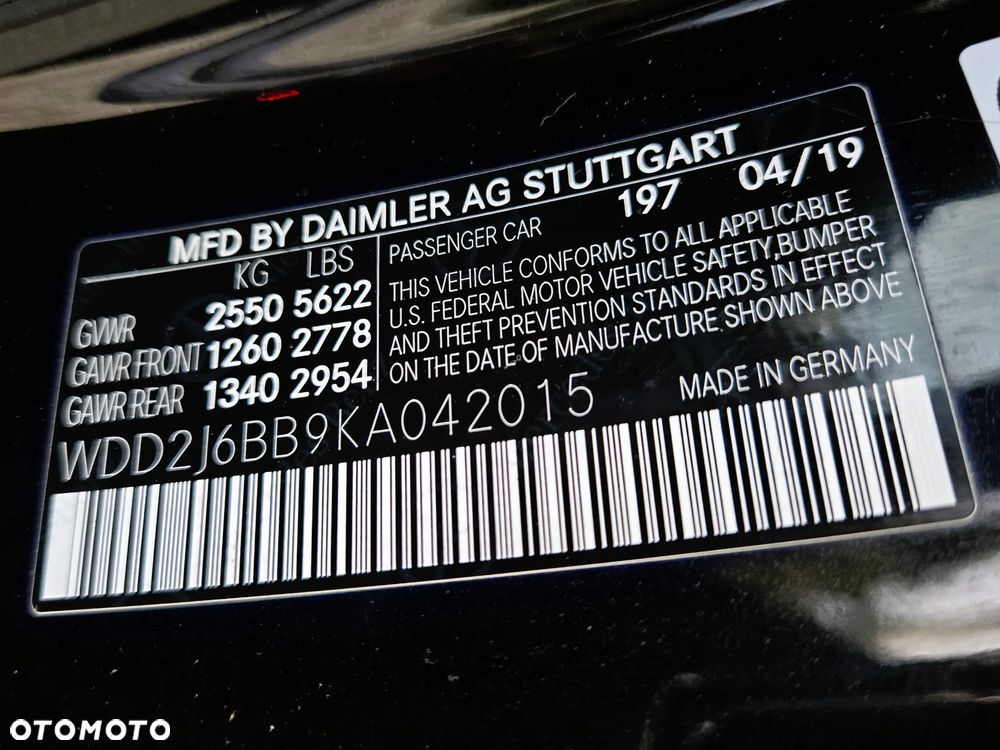 MFD BY DAIMLER AG STUTTGART
197 04/19
KG LBS
GVWR 2550 5622
GAWR FRONT 1260 2778
GAWR REAR 1340 2954
PASSENGER CAR
THIS VEHICLE CONFORMS TO ALL APPLICABLE
U.S. FEDERAL MOTOR VEHICLE SAFETY, BUMPER
AND THEFT PREVENTION STANDARDS IN EFFECT
ON THE DATE OF MANUFACTURE SHOWN ABOVE
WDD2J6BB9KA042015
MADE IN GERMANY
OTOMOTO